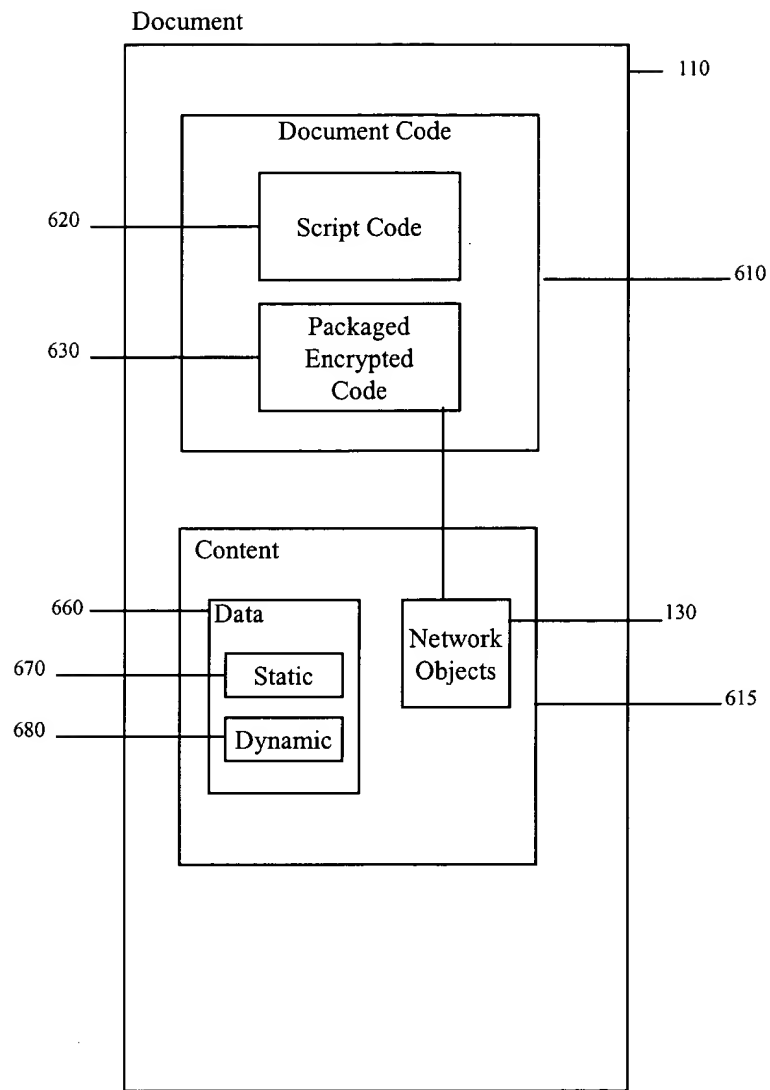 Document
110
Document Code
620
Script Code
610
630
Packaged
Encrypted
Code
Content
660
Data
130
Network
Objects
670
Static
615
680
Dynamic